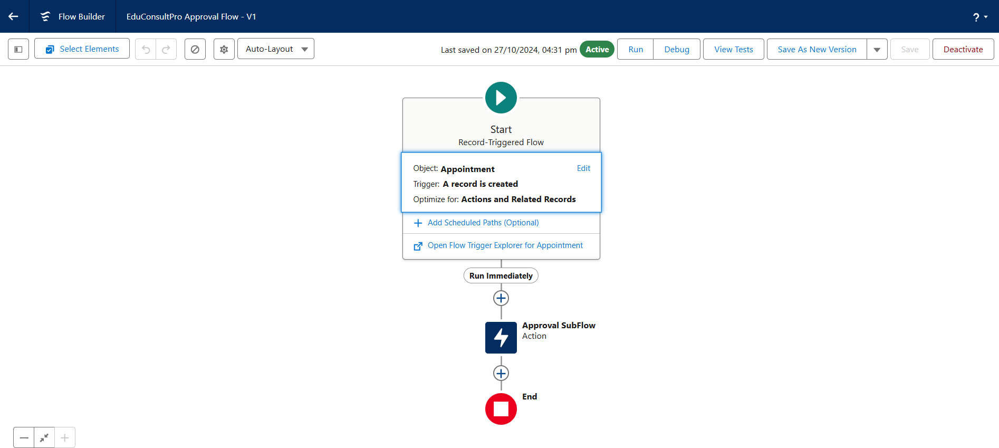 Flow Builder
EduConsultPro Approval Flow - V1
?
Select Elements
Auto-Layout
Last saved on 27/10/2024, 04:31 pm
Active
Run
Debug
View Tests
Save As New Version
Save
Deactivate
Start
Record-Triggered Flow
Object: Appointment
Edit
Trigger: A record is created
Optimize for: Actions and Related Records
Add Scheduled Paths (Optional)
Open Flow Trigger Explorer for Appointment
Run Immediately
Approval SubFlow
Action
End